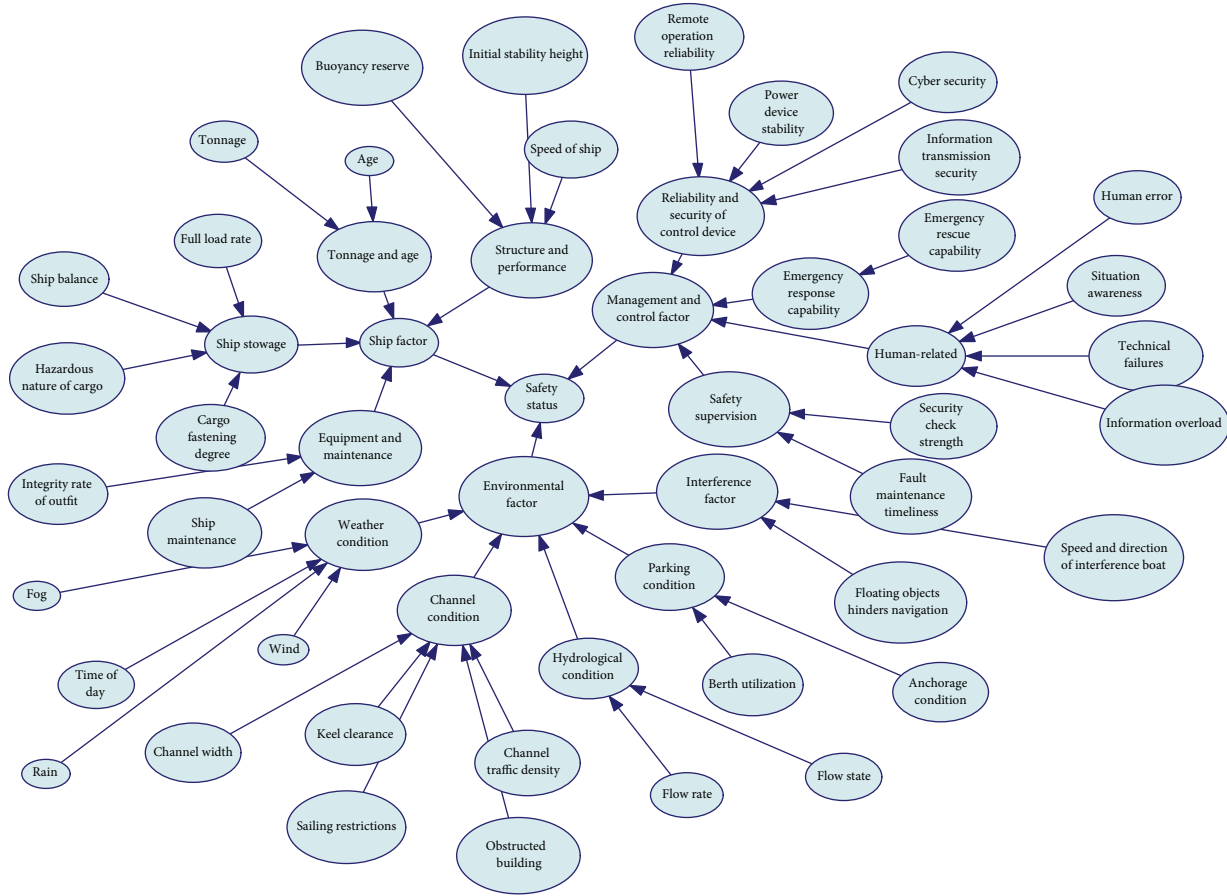 Remote
operation
reliability
Initial stability height
Buoyancy reserve
Cyber security
Power
device
stability
Tonnage
Speed of ship
Age
Information
transmission
security
Human error
Reliability and
security of
control device
Emergency
rescue
capability
Full load rate
Tonnage and age
Structure and
performance
Ship balance
Emergency
response
capability
Situation
awareness
Management and
control factor
Ship stowage
Ship factor
Human-related
Technical
failures
Hazardous
nature of cargo
Safety
status
Safety
supervision
Security
check
strength
Information overload
Cargo
fastening
degree
Equipment and
maintenance
Integrity rate
of outfit
Environmental
factor
Interference
factor
Fault
maintenance
timeliness
Ship
maintenance
Weather
condition
Speed and direction
of interference boat
Parking
condition
Fog
Channel
condition
Floating objects
hinders navigation
Wind
Hydrological
condition
Time of
day
Berth utilization
Anchorage
condition
Keel clearance
Channel width
Channel
traffic density
Rain
Flow state
Flow rate
Sailing restrictions
Obstructed
building